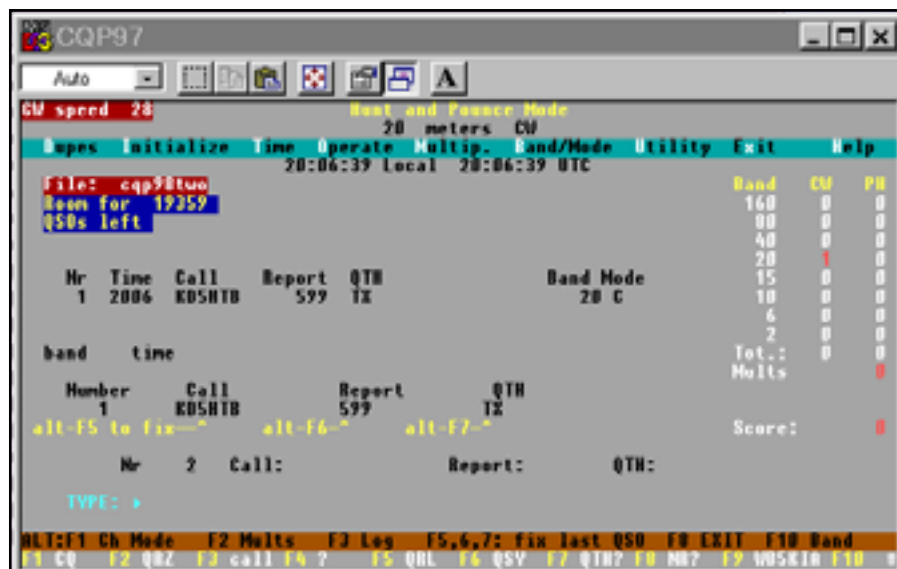 CQP97
Auto
A
CW speed 28 Hunt and Pounce Mode
20 meters CW
Dupes Initialize Time Operate Multip. Band/Mode Utility Exit Help
20:06:39 Local 20:06:39 UTC
File: cqp98two
Room for 19359
QSOs left
Band CW PH
160 0 0
80 0 0
40 0 0
20 1 0
15 0 0
10 0 0
6 0 0
2 0 0
Tot.: 0 0
Mults 0
Nr Time Call Report QTH Band Mode
1 2006 KD5HTB 599 TX 20 C
band time
Number Call Report QTH
1 KD5HTB 599 TX
alt-F5 to fix--^ alt-F6-^ alt-F7-^
Score: 0
Nr 2 Call: Report: QTH:
TYPE:
ALT:F1 Ch Mode F2 Mults F3 Log F5,6,7: fix last QSO F8 EXIT F10 Band
F1 CQ F2 QRZ F3 call F4 ? F5 QRL F6 QSY F7 QTH? F8 NR? F9 WU5KIA F10